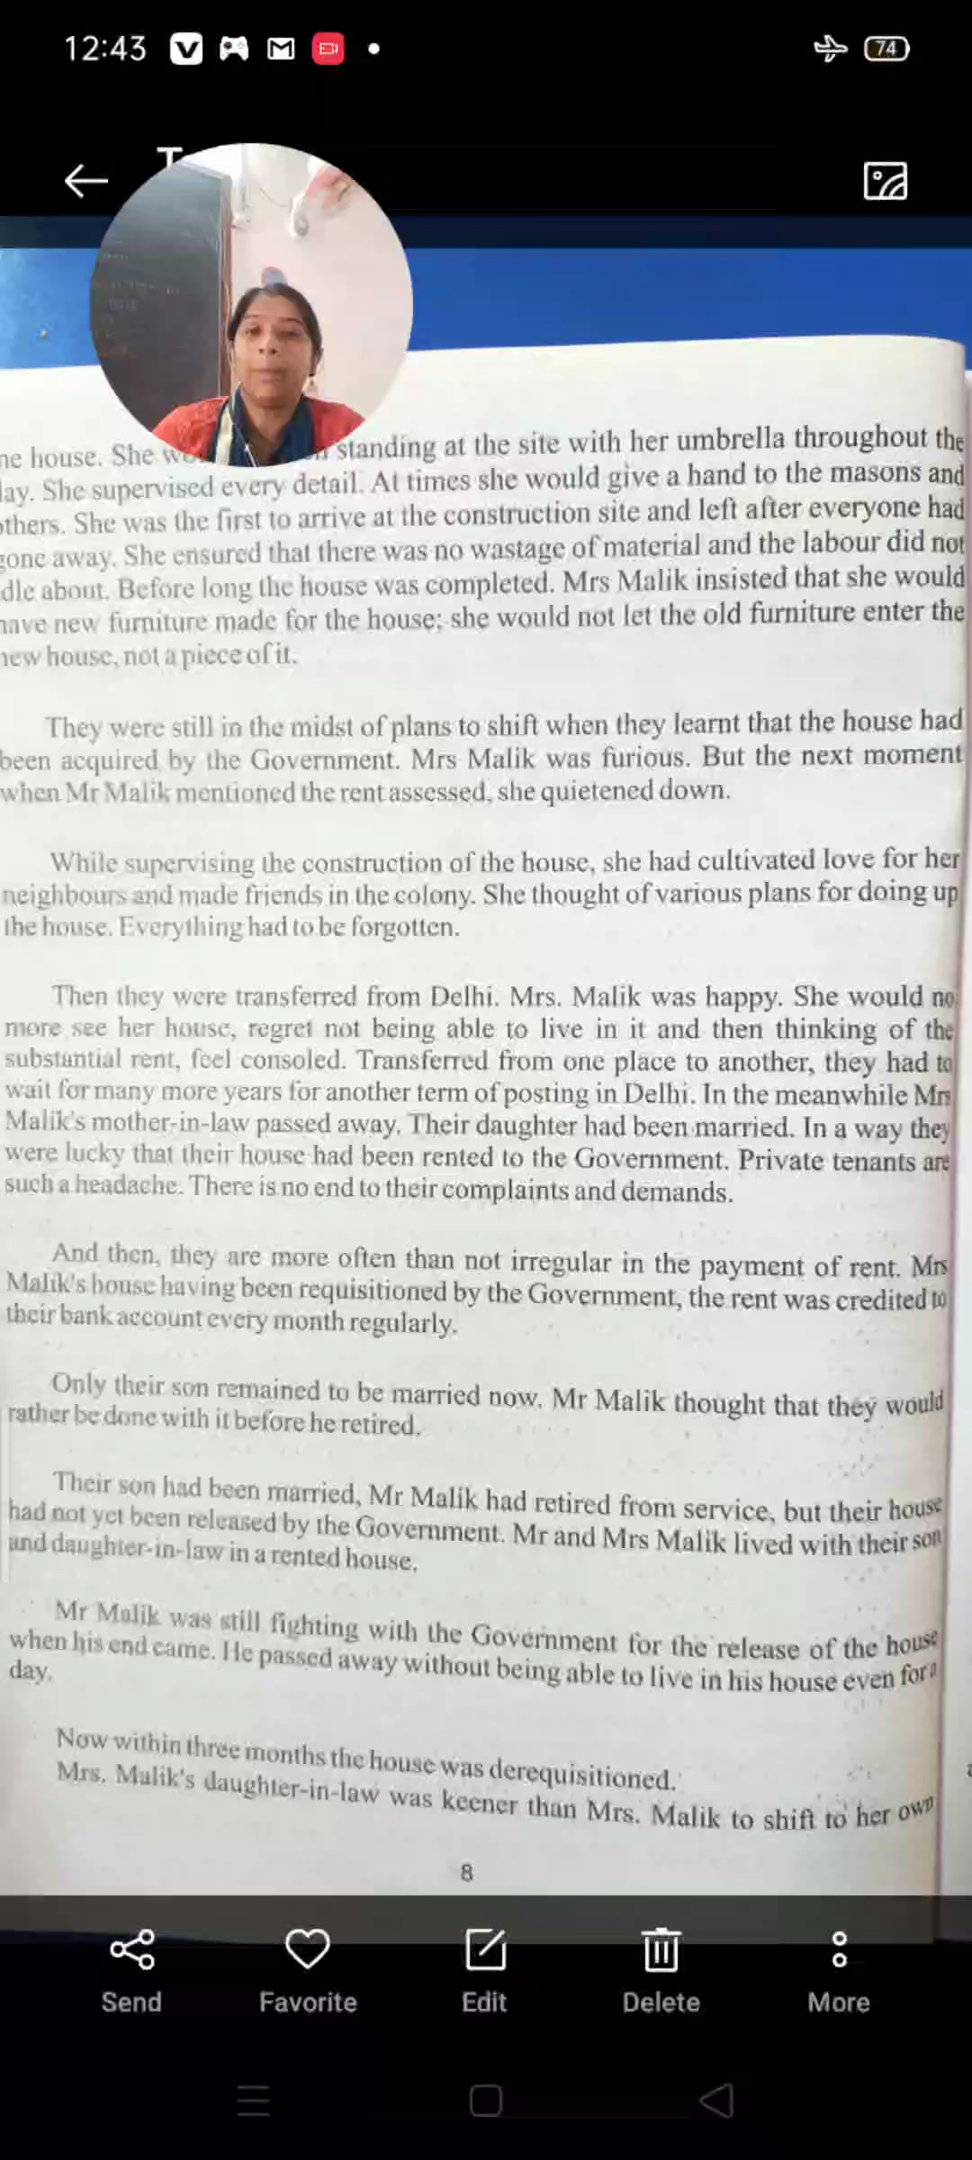 12:43
74
T
ne house. She standing at the site with her umbrella throughout the
lay. She supervised every detail. At times she would give a hand to the masons and
others. She was the first to arrive at the construction site and left after everyone had
gone away. She ensured that there was no wastage of material and the labour did not
dle about. Before long the house was completed. Mrs Malik insisted that she would
have new furniture made for the house; she would not let the old furniture enter the
new house, not a piece of it.
They were still in the midst of plans to shift when they learnt that the house had
been acquired by the Government. Mrs Malik was furious. But the next moment
when Mr Malik mentioned the rent assessed, she quietened down.
While supervising the construction of the house, she had cultivated love for her
neighbours and made friends in the colony. She thought of various plans for doing up
the house. Everything had to be forgotten.
Then they were transferred from Delhi. Mrs. Malik was happy. She would no
more see her house, regret not being able to live in it and then thinking of the
substantial rent, feel consoled. Transferred from one place to another, they had to
wait for many more years for another term of posting in Delhi. In the meanwhile Mrs
Malik's mother-in-law passed away. Their daughter had been married. In a way they
were lucky that their house had been rented to the Government. Private tenants are
such a headache. There is no end to their complaints and demands.
And then, they are more often than not irregular in the payment of rent. Mrs
Malik's house having been requisitioned by the Government, the rent was credited to
their bank account every month regularly.
Only their son remained to be married now. Mr Malik thought that they would
rather be done with it before he retired.
Their son had been married, Mr Malik had retired from service, but their house
had not yet been released by the Government. Mr and Mrs Malik lived with their son
and daughter-in-law in a rented house.
Mr Malik was still fighting with the Government for the release of the house
when his end came. He passed away without being able to live in his house even for a
day.
Now within three months the house was derequisitioned.
Mrs. Malik's daughter-in-law was keener than Mrs. Malik to shift to her own
8
Send Favorite Edit Delete More